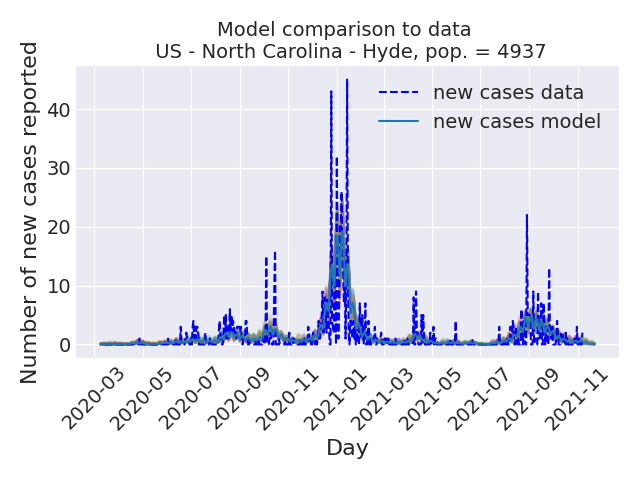 Model comparison to data
US - North Carolina - Hyde, pop. = 4937
Number of new cases reported
40
30
20
10
0
new cases data
new cases model
2020-03
2020-05
2020-07
2020-09
2020-11
2021-01
2021-03
2021-05
2021-07
2021-09
2021-11
Day